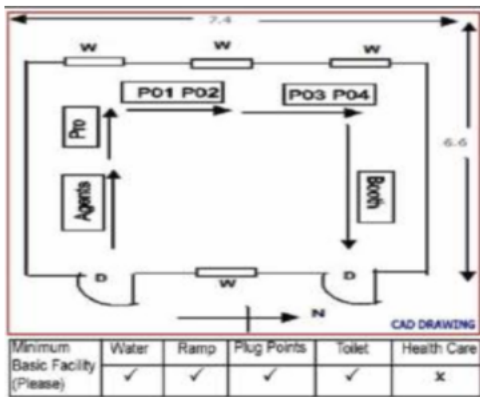 7.4
W W W
P01 P02 P03 P04
Pro
6.6
Agents Booth
D W D
N
CAD DRAWING
Minimum Basic Facility (Please) Water Ramp Plug Points Toilet Health Care
✓ ✓ ✓ ✓ x